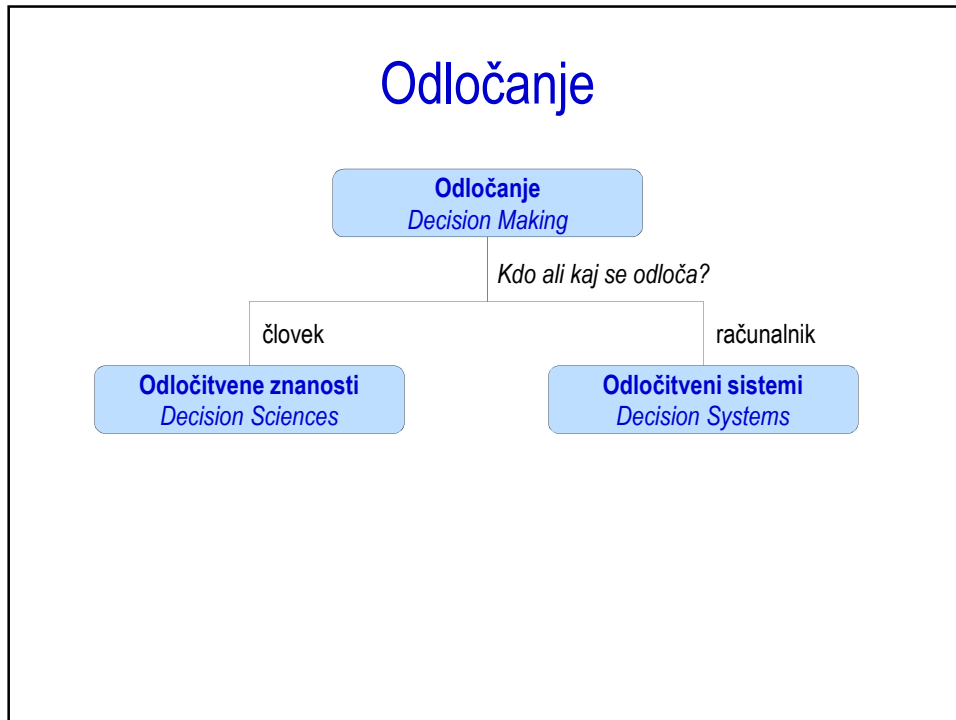 Odločanje
Odločanje
Decision Making
Kdo ali kaj se odloča?
človek
računalnik
Odločitvene znanosti
Decision Sciences
Odločitveni sistemi
Decision Systems